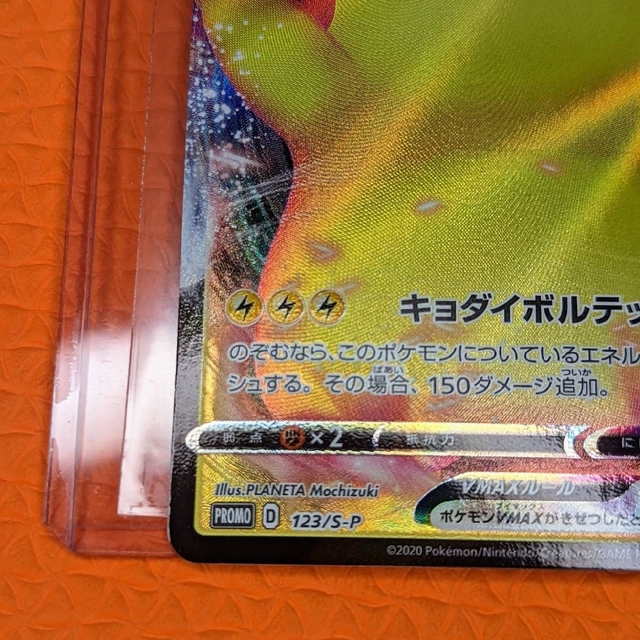 キョダイボルテッ
のぞむなら、このポケモンについているエネル
シュする。その場合、150ダメージ追加。
弱点 ×2 抵抗力 に
Illus.PLANETA Mochizuki
VMAXルール
PROMO D 123/S-P
ポケモンVMAXがきぜつしたと
©2020 Pokémon/Nintendo/Creatures/GAME